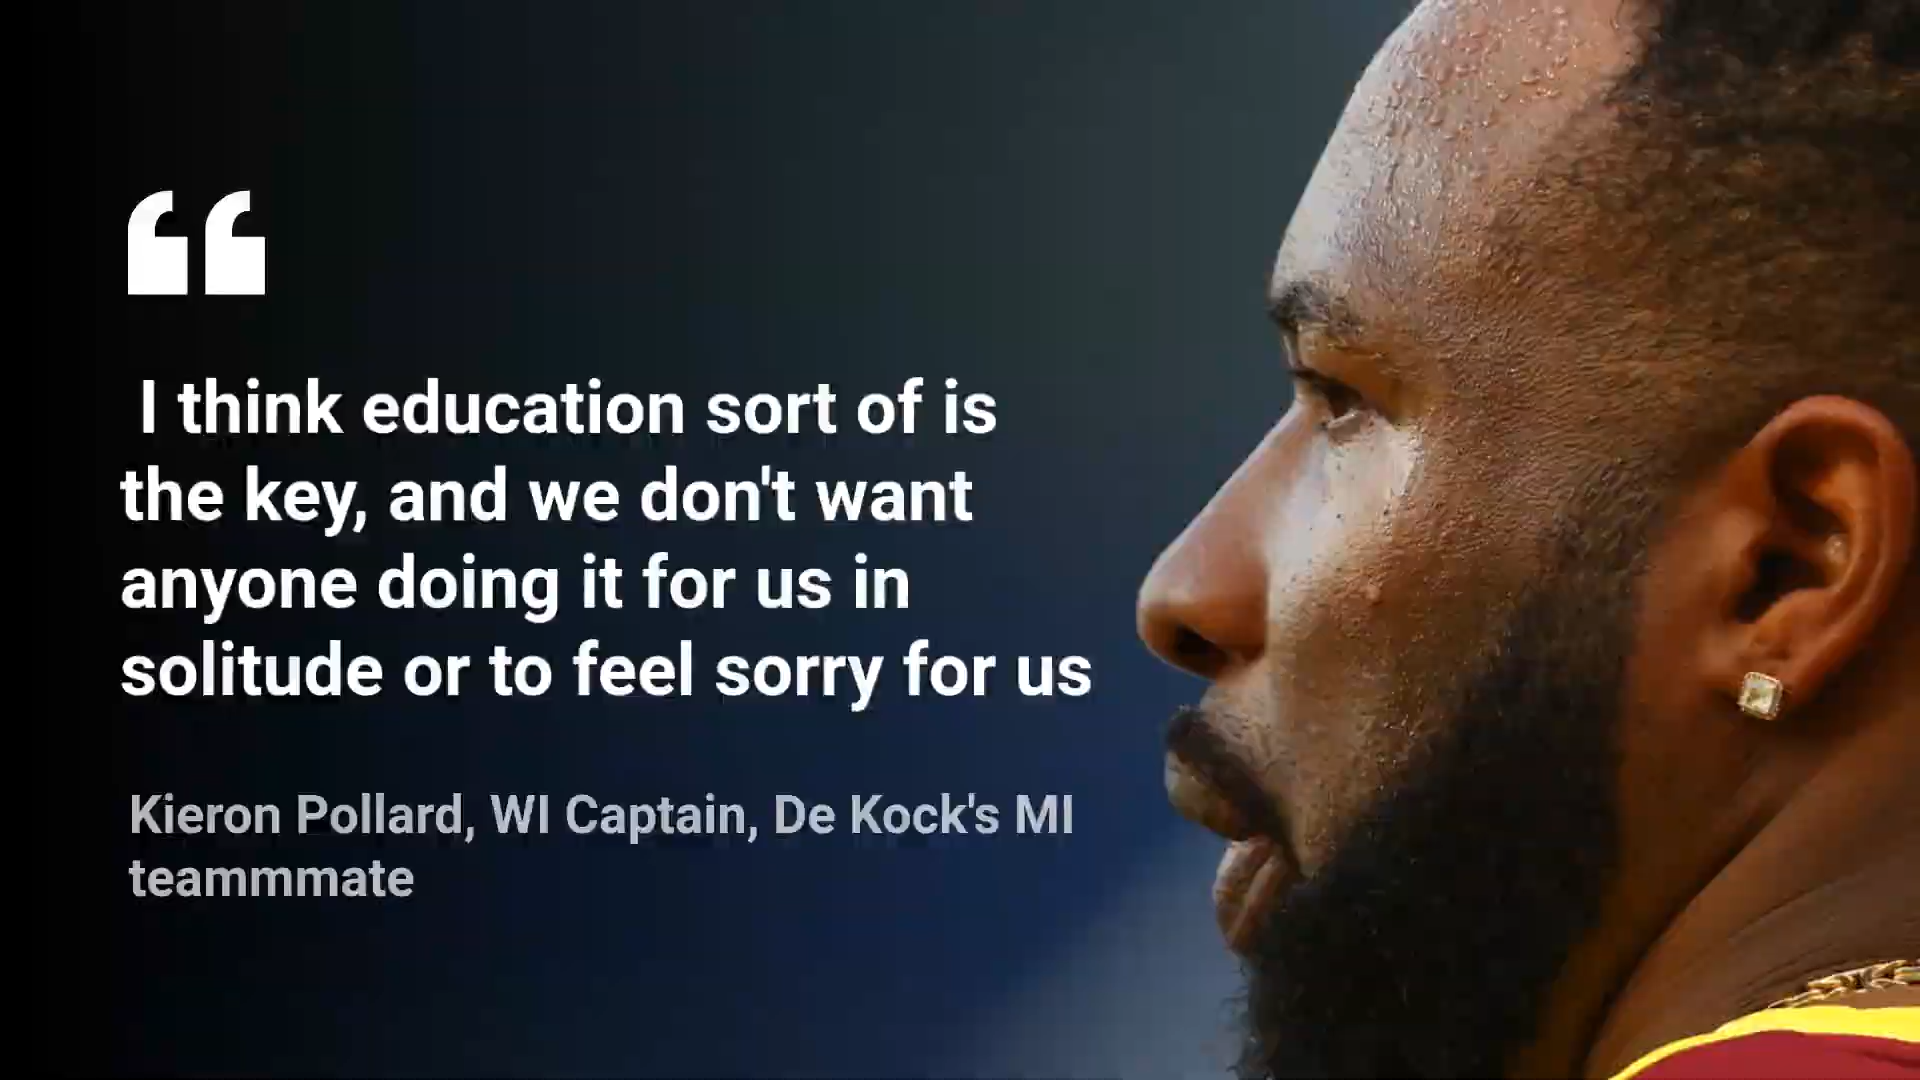 “
I think education sort of is
the key, and we don't want
anyone doing it for us in
solitude or to feel sorry for us
Kieron Pollard, WI Captain, De Kock's MI
teammmate